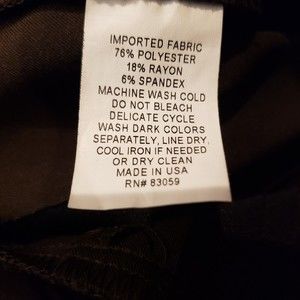 IMPORTED FABRIC
76% POLYESTER
18% RAYON
6% SPANDEX
MACHINE WASH COLD
DO NOT BLEACH
DELICATE CYCLE
WASH DARK COLORS
SEPARATELY, LINE DRY,
COOL IRON IF NEEDED
OR DRY CLEAN
MADE IN USA
RN# 83059